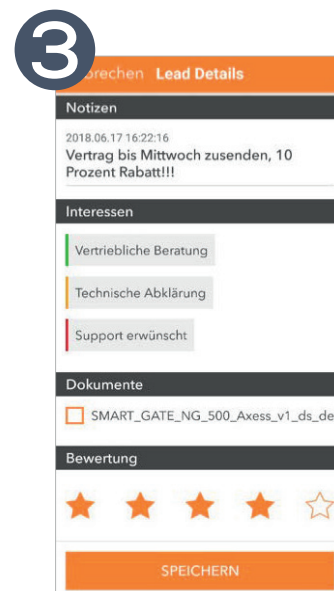 3
brechen Lead Details
Notizen
2018.06.17 16:22:16
Vertrag bis Mittwoch zusenden, 10
Prozent Rabatt!!!
Interessen
Vertriebliche Beratung
Technische Abklärung
Support erwünscht
Dokumente
SMART_GATE_NG_500_Axess_v1_ds_de
Bewertung
SPEICHERN